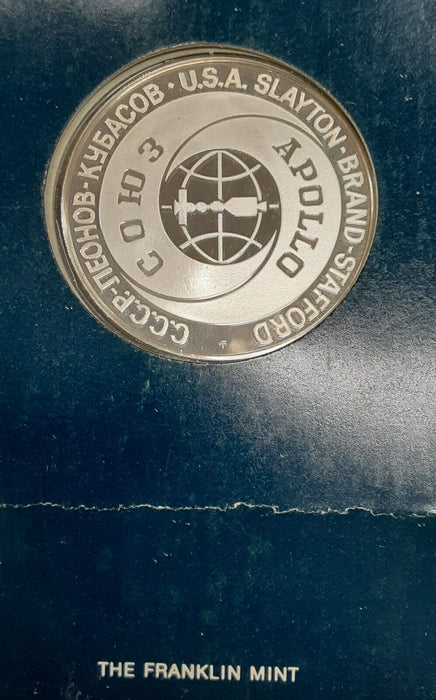 С.С.С.Р.·ЛЕОНОВ-КУБАСОВ · U.S.A. SLAYTON-BRAND-STAFFORD
СОЮЗ
APOLLO
THE FRANKLIN MINT